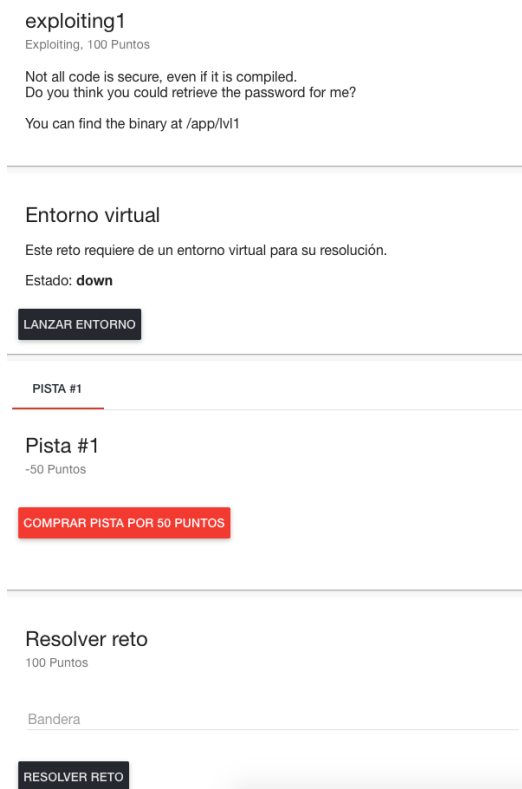 exploiting1
Exploiting, 100 Puntos
Not all code is secure, even if it is compiled.
Do you think you could retrieve the password for me?
You can find the binary at /app/lvl1
Entorno virtual
Este reto requiere de un entorno virtual para su resolución.
Estado: down
LANZAR ENTORNO
PISTA #1
Pista #1
-50 Puntos
COMPRAR PISTA POR 50 PUNTOS
Resolver reto
100 Puntos
Bandera
RESOLVER RETO